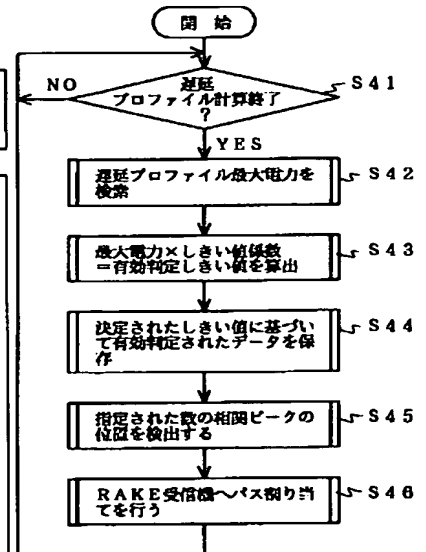 開 始
遅延
プロファイル計算終了
?
S41
NO
YES
遅延プロファイル最大電力を
検索
S42
最大電力×しきい値係数
=有効判定しきい値を算出
S43
決定されたしきい値に基づい
て有効判定されたデータを保
存
S44
指定された数の相関ピークの
位置を検出する
S45
RAKE受信機へパス割り当
てを行う
S46